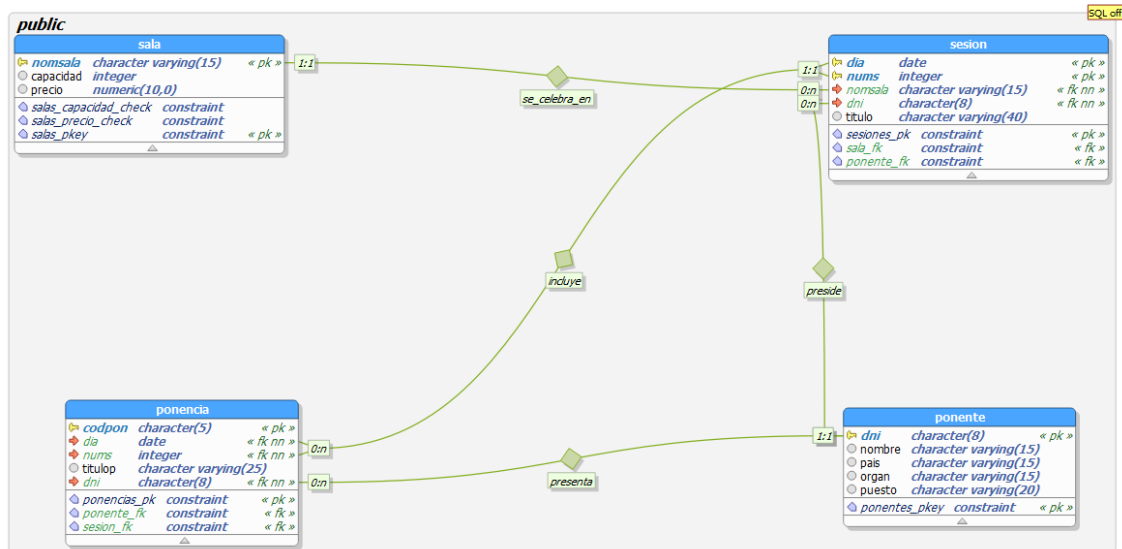 SQL off
public
sala
nomsala character varying(15) « pk »
capacidad integer
precio numeric(10,0)
salas_capacidad_check constraint
salas_precio_check constraint
salas_pkey constraint « pk »
1:1
se_celebra_en
sesion
dia date « pk »
nums integer « pk »
nomsala character varying(15) « fk nn »
dni character(8) « fk nn »
titulo character varying(40)
sesiones_pk constraint « pk »
sala_fk constraint « fk »
ponente_fk constraint « fk »
1:1
0:n
0:n
incluye
preside
ponencia
codpon character(5) « pk »
dia date « fk nn »
nums integer « fk nn »
titulop character varying(25)
dni character(8) « fk nn »
ponencias_pk constraint « pk »
ponente_fk constraint « fk »
sesion_fk constraint « fk »
0:n
0:n
presenta
1:1
ponente
dni character(8) « pk »
nombre character varying(15)
pais character varying(15)
organ character varying(15)
puesto character varying(20)
ponentes_pkey constraint « pk »